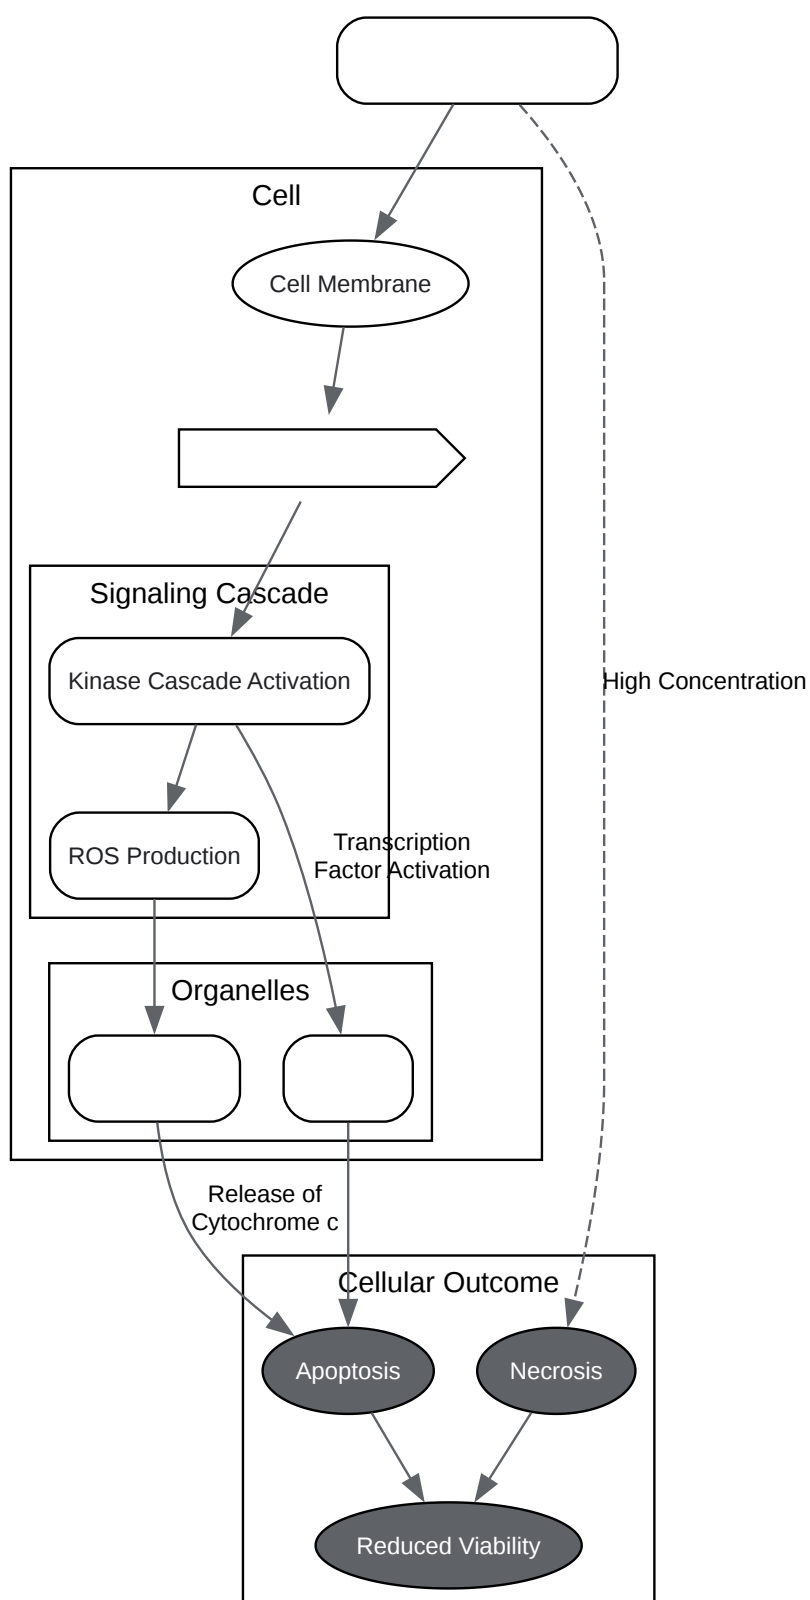 Cell
Cell Membrane
Signaling Cascade
Kinase Cascade Activation
High Concentration
Transcription
Factor Activation
ROS Production
Organelles
Release of
Cytochrome c
Cellular Outcome
Apoptosis
Necrosis
Reduced Viability